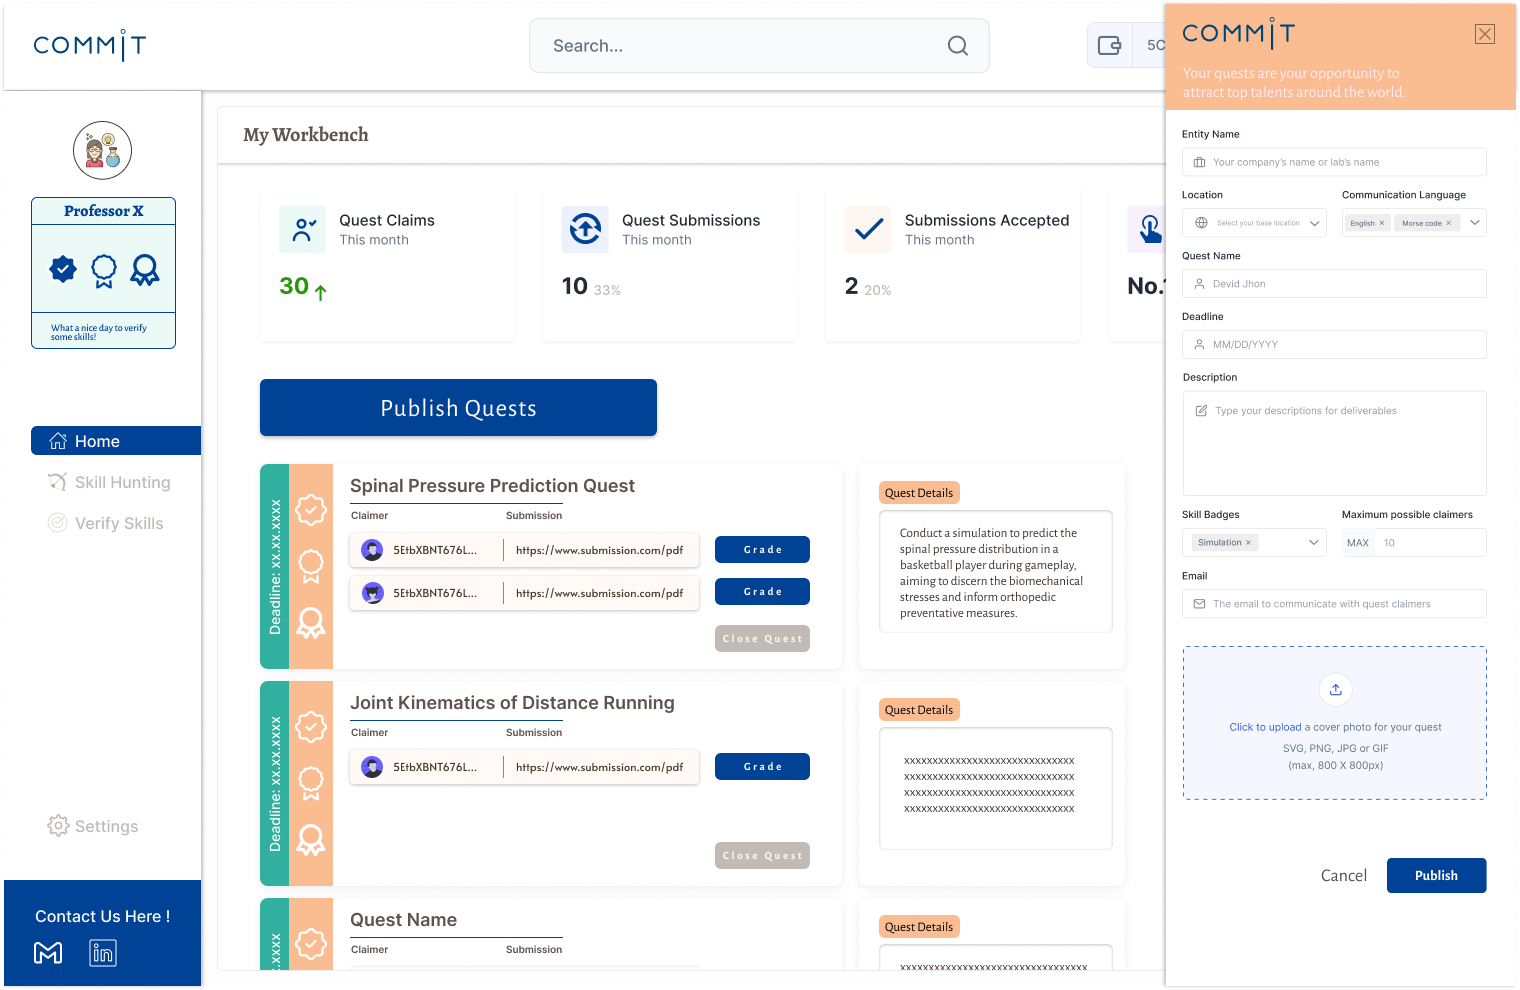 COMMIT
Search...
5C
My Workbench
Professor X
What a nice day to verify
some skills!
Home
Skill Hunting
Verify Skills
Settings
Contact Us Here !
in
Quest Claims
This month
30
Quest Submissions
This month
10 33%
Submissions Accepted
This month
2 20%
No.
Publish Quests
Deadline: xx.xx.xxxx
Spinal Pressure Prediction Quest
Claimer Submission
5EtbXBNT676L... https://www.submission.com/pdf Grade
5EtbXBNT676L... https://www.submission.com/pdf Grade
Close Quest
Quest Details
Conduct a simulation to predict the
spinal pressure distribution in a
basketball player during gameplay,
aiming to discern the biomechanical
stresses and inform orthopedic
preventative measures.
Deadline: xx.xx.xxxx
Joint Kinematics of Distance Running
Claimer Submission
5EtbXBNT676L... https://www.submission.com/pdf Grade
Close Quest
Quest Details
xxxxxxxxxxxxxxxxxxxxxxxxxxxxxx
xxxxxxxxxxxxxxxxxxxxxxxxxxxxxx
xxxxxxxxxxxxxxxxxxxxxxxxxxxxxx
xxxxxxxxxxxxxxxxxxxxxxxxxxxxxx
.xxxx
Quest Name
Claimer Submission
Quest Details
xxxxxxxxxxxxxxxxxxxxxxxxxxxxxx
COMMIT
Your quests are your opportunity to
attract top talents around the world.
Entity Name
Your company's name or lab's name
Location Communication Language
Select your base location English × Morse code ×
Quest Name
Devid Jhon
Deadline
MM/DD/YYYY
Description
Type your descriptions for deliverables
Skill Badges Maximum possible claimers
Simulation × MAX 10
Email
The email to communicate with quest claimers
Click to upload a cover photo for your quest
SVG, PNG, JPG or GIF
(max, 800 X 800px)
Cancel Publish